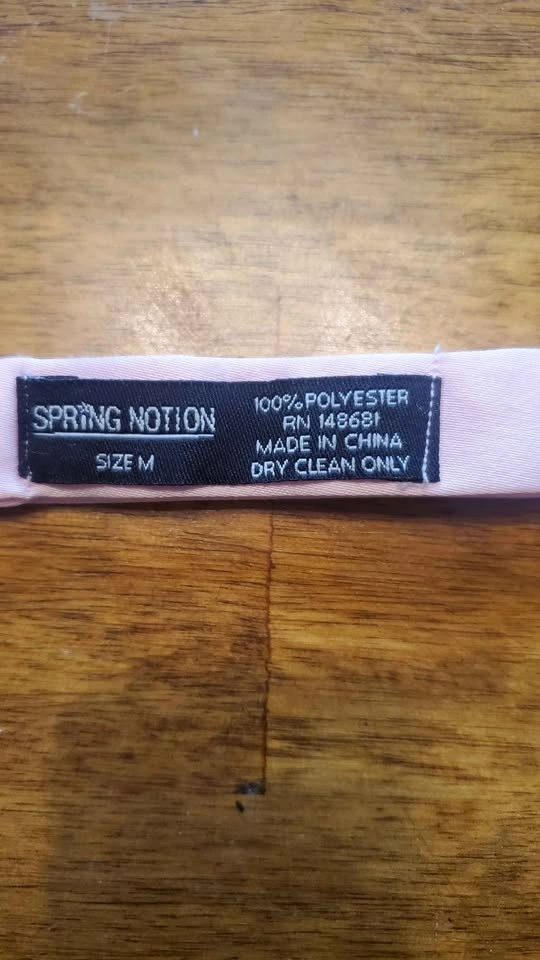 SPRING NOTION
SIZE M
100% POLYESTER
RN 148681
MADE IN CHINA
DRY CLEAN ONLY